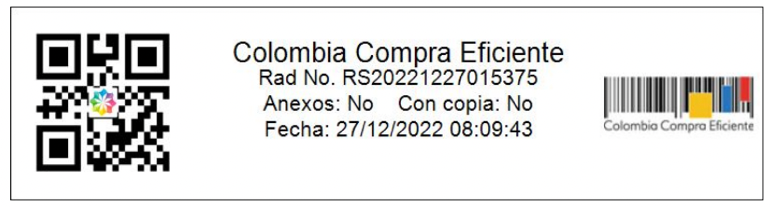 Colombia Compra Eficiente
Rad No. RS20221227015375
Anexos: No Con copia: No
Fecha: 27/12/2022 08:09:43
Colombia Compra Eficiente